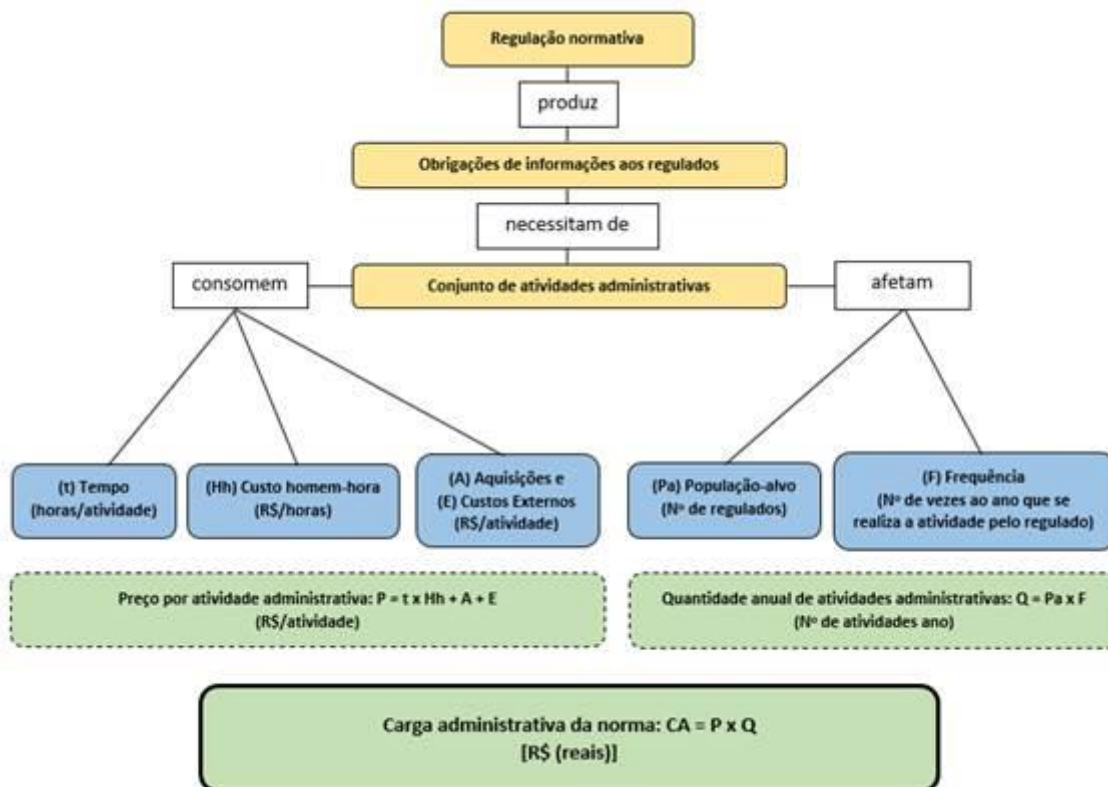 Regulação normativa
produz
Obrigações de informações aos regulados
necessitam de
consomem
Conjunto de atividades administrativas
afetam
(t) Tempo
(horas/atividade)
(Hh) Custo homem-hora
(R$/horas)
(A) Aquisições e
(E) Custos Externos
(R$/atividade)
(Pa) População-alvo
(Nº de regulados)
(F) Frequência
(Nº de vezes ao ano que se
realiza a atividade pelo regulado)
Preço por atividade administrativa: P = t x Hh + A + E
(R$/atividade)
Quantidade anual de atividades administrativas: Q = Pa x F
(Nº de atividades ano)
Carga administrativa da norma: CA = P x Q
[R$ (reais)]